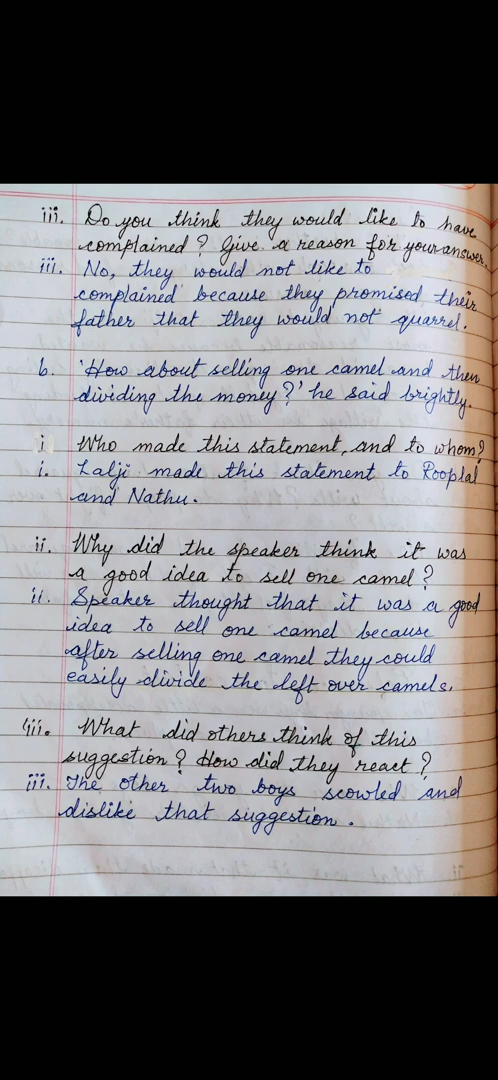 iii. Do you think they would like to have
complained? Give a reason for your answer.
iii. No, they would not like to
complained because they promised their
father that they would not quarrel.
b. 'How about selling one camel and then
dividing the money?' he said brightly.
i Who made this statement, and to whom?
i. Lalji made this statement to Rooplal
and Nathu.
ii. Why did the speaker think it was
a good idea to sell one camel?
ii. Speaker thought that it was a good
idea to sell one camel because
after selling one camel they could
easily divide the left over camels.
iii. What did others think of this
suggestion? How did they react?
iii. The other two boys scowled and
dislike that suggestion.